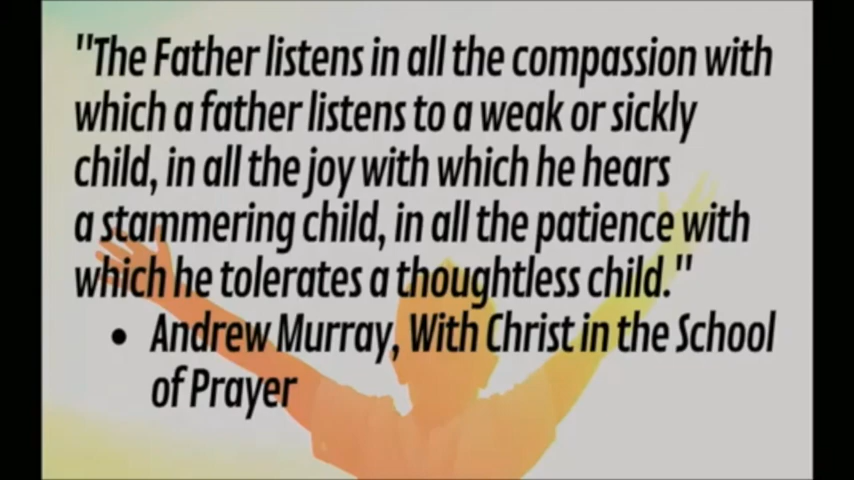 "The Father listens in all the compassion with
which a father listens to a weak or sickly
child, in all the joy with which he hears
a stammering child, in all the patience with
which he tolerates a thoughtless child."
• Andrew Murray, With Christ in the School
of Prayer